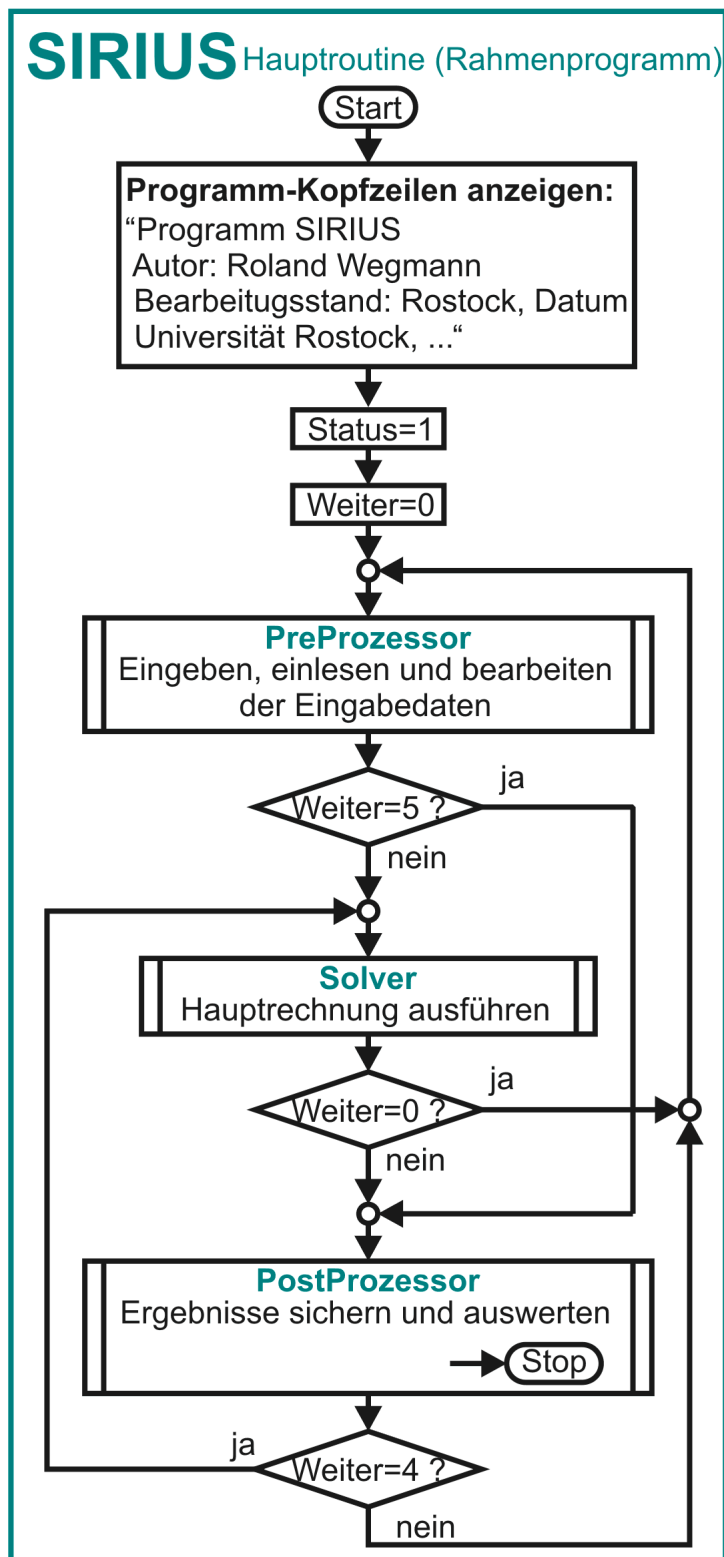 SIRIUS Hauptroutine (Rahmenprogramm)
Start
Programm-Kopfzeilen anzeigen:
“Programm SIRIUS
Autor: Roland Wegmann
Bearbeitugsstand: Rostock, Datum
Universität Rostock, ...“
Status=1
Weiter=0
PreProzessor
Eingeben, einlesen und bearbeiten
der Eingabedaten
ja
Weiter=5 ?
nein
Solver
Hauptrechnung ausführen
ja
Weiter=0 ?
nein
PostProzessor
Ergebnisse sichern und auswerten
Stop
ja
Weiter=4 ?
nein